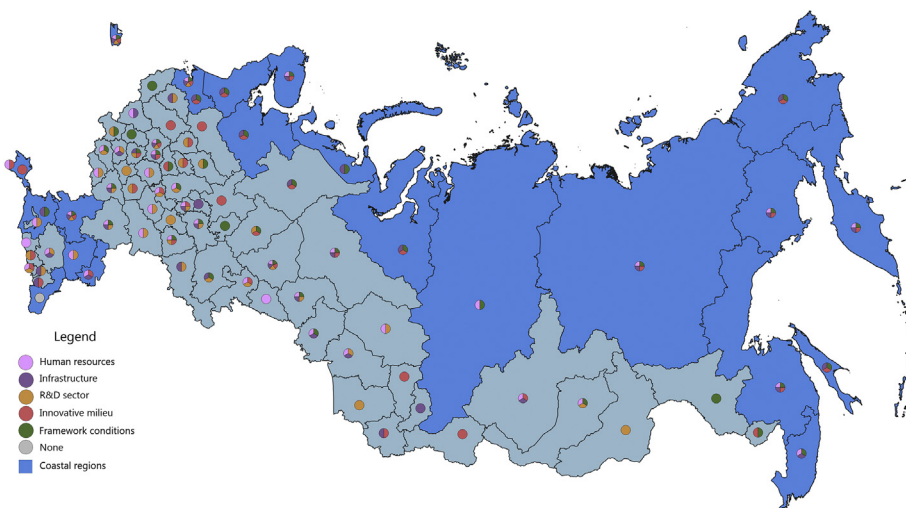 Legend
Human resources
Infrastructure
R&D sector
Innovative milieu
Framework conditions
None
Coastal regions